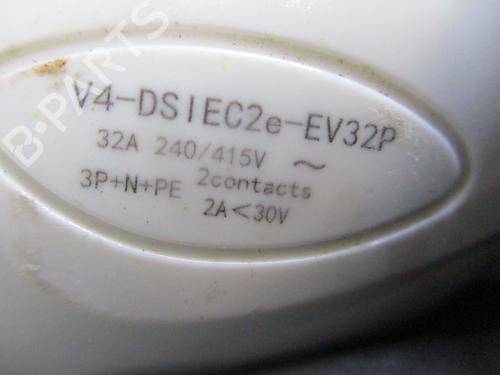 B-PARTS
V4-DSIEC2e-EV32P
32A 240/415V ~
3P+N+PE 2contacts
2A<30V